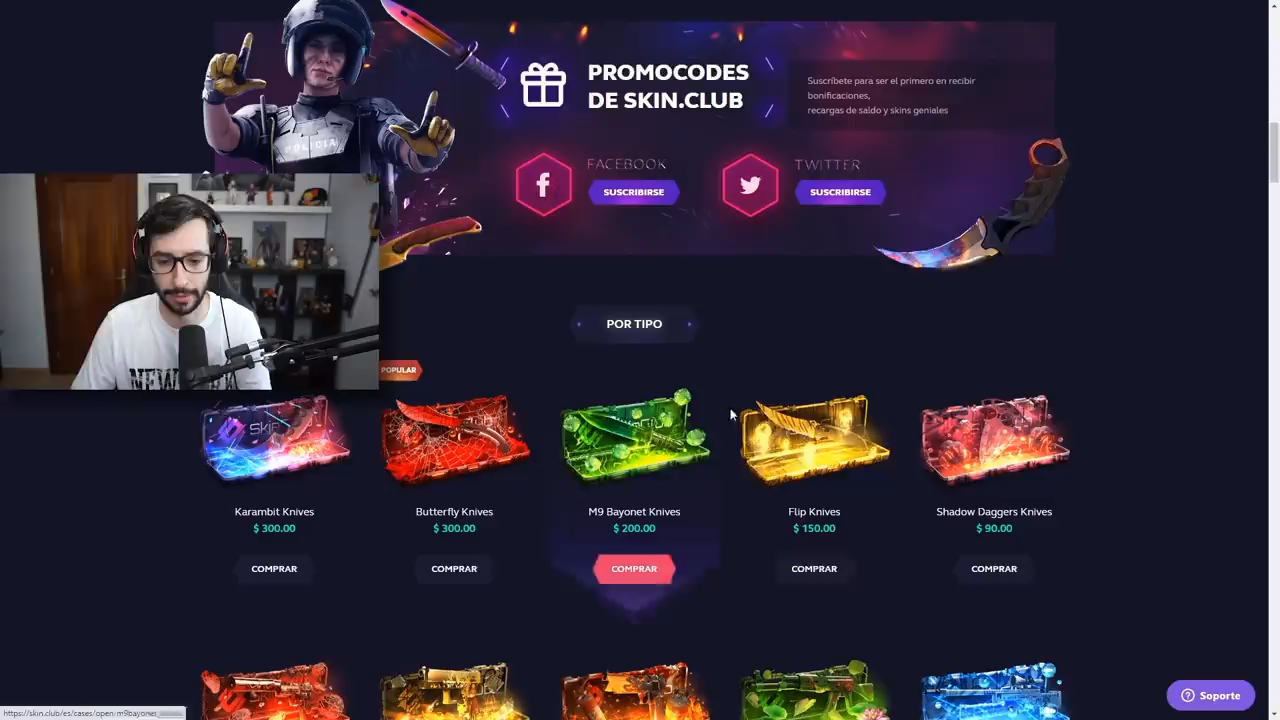 PROMOCODES
DE SKIN.CLUB
Suscríbete para ser el primero en recibir
bonificaciones,
recargas de saldo y skins geniales
POLICIA
FACEBOOK
SUSCRIBIRSE
TWITTER
SUSCRIBIRSE
POR TIPO
POPULAR
Karambit Knives
$ 300.00
COMPRAR
Butterfly Knives
$ 300.00
COMPRAR
M9 Bayonet Knives
$ 200.00
COMPRAR
Flip Knives
$ 150.00
COMPRAR
Shadow Daggers Knives
$ 90.00
COMPRAR
Soporte